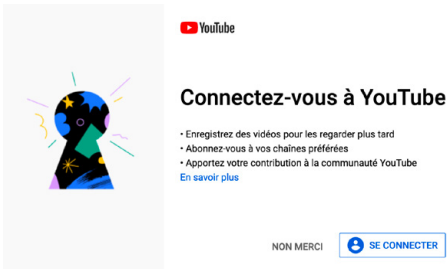 YouTube
Connectez-vous à YouTube
• Enregistrez des vidéos pour les regarder plus tard
• Abonnez-vous à vos chaînes préférées
• Apportez votre contribution à la communauté YouTube
En savoir plus
NON MERCI
SE CONNECTER